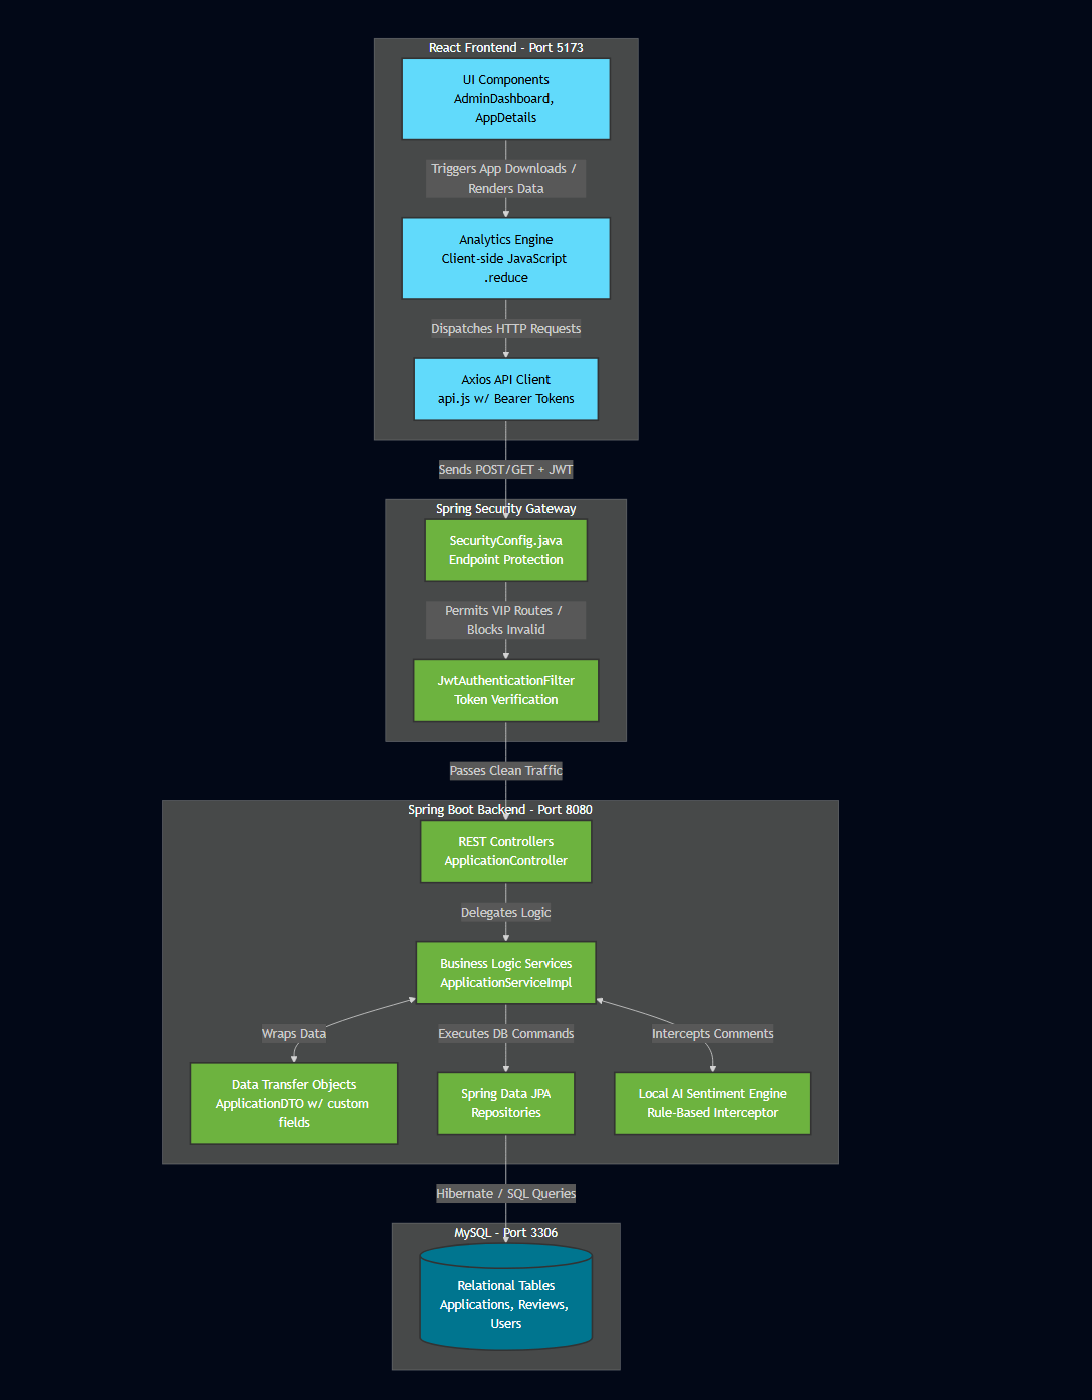 React Frontend - Port 5173
UI Components
AdminDashboard,
AppDetails
Triggers App Downloads /
Renders Data
Analytics Engine
Client-side JavaScript
.reduce
Dispatches HTTP Requests
Axios API Client
api.js w/ Bearer Tokens
Sends POST/GET + JWT
Spring Security Gateway
SecurityConfig.java
Endpoint Protection
Permits VIP Routes /
Blocks Invalid
JwtAuthenticationFilter
Token Verification
Passes Clean Traffic
Spring Boot Backend - Port 8080
REST Controllers
ApplicationController
Delegates Logic
Business Logic Services
ApplicationServiceImpl
Wraps Data
Executes DB Commands
Intercepts Comments
Data Transfer Objects
ApplicationDTO w/ custom
fields
Spring Data JPA
Repositories
Local AI Sentiment Engine
Rule-Based Interceptor
Hibernate / SQL Queries
MySQL - Port 3306
Relational Tables
Applications, Reviews,
Users